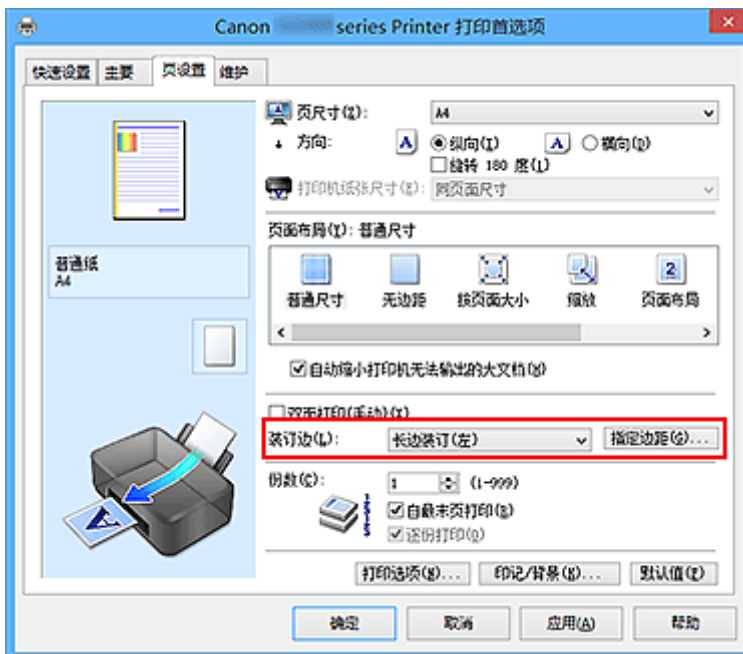 Canon series Printer 打印首选项
快速设置 主要 页设置 维护
页尺寸(Z): A4
方向: A 纵向(T) A 横向(D)
旋转 180 度(L)
打印机纸张尺寸(E): 同页面尺寸
页面布局(Y): 普通尺寸
普通纸
A4
普通尺寸 无边距 按页面大小 缩放 页面布局
自动缩小打印机无法输出的大文档(W)
双面打印(手动)(X)
装订边(L): 长边装订(左) 指定边距(G)...
份数(C): 1 (1-999)
自最末页打印(S)
逐份打印(O)
打印选项(N)... 印记/背景(K)... 默认值(F)
确定 取消 应用(A) 帮助